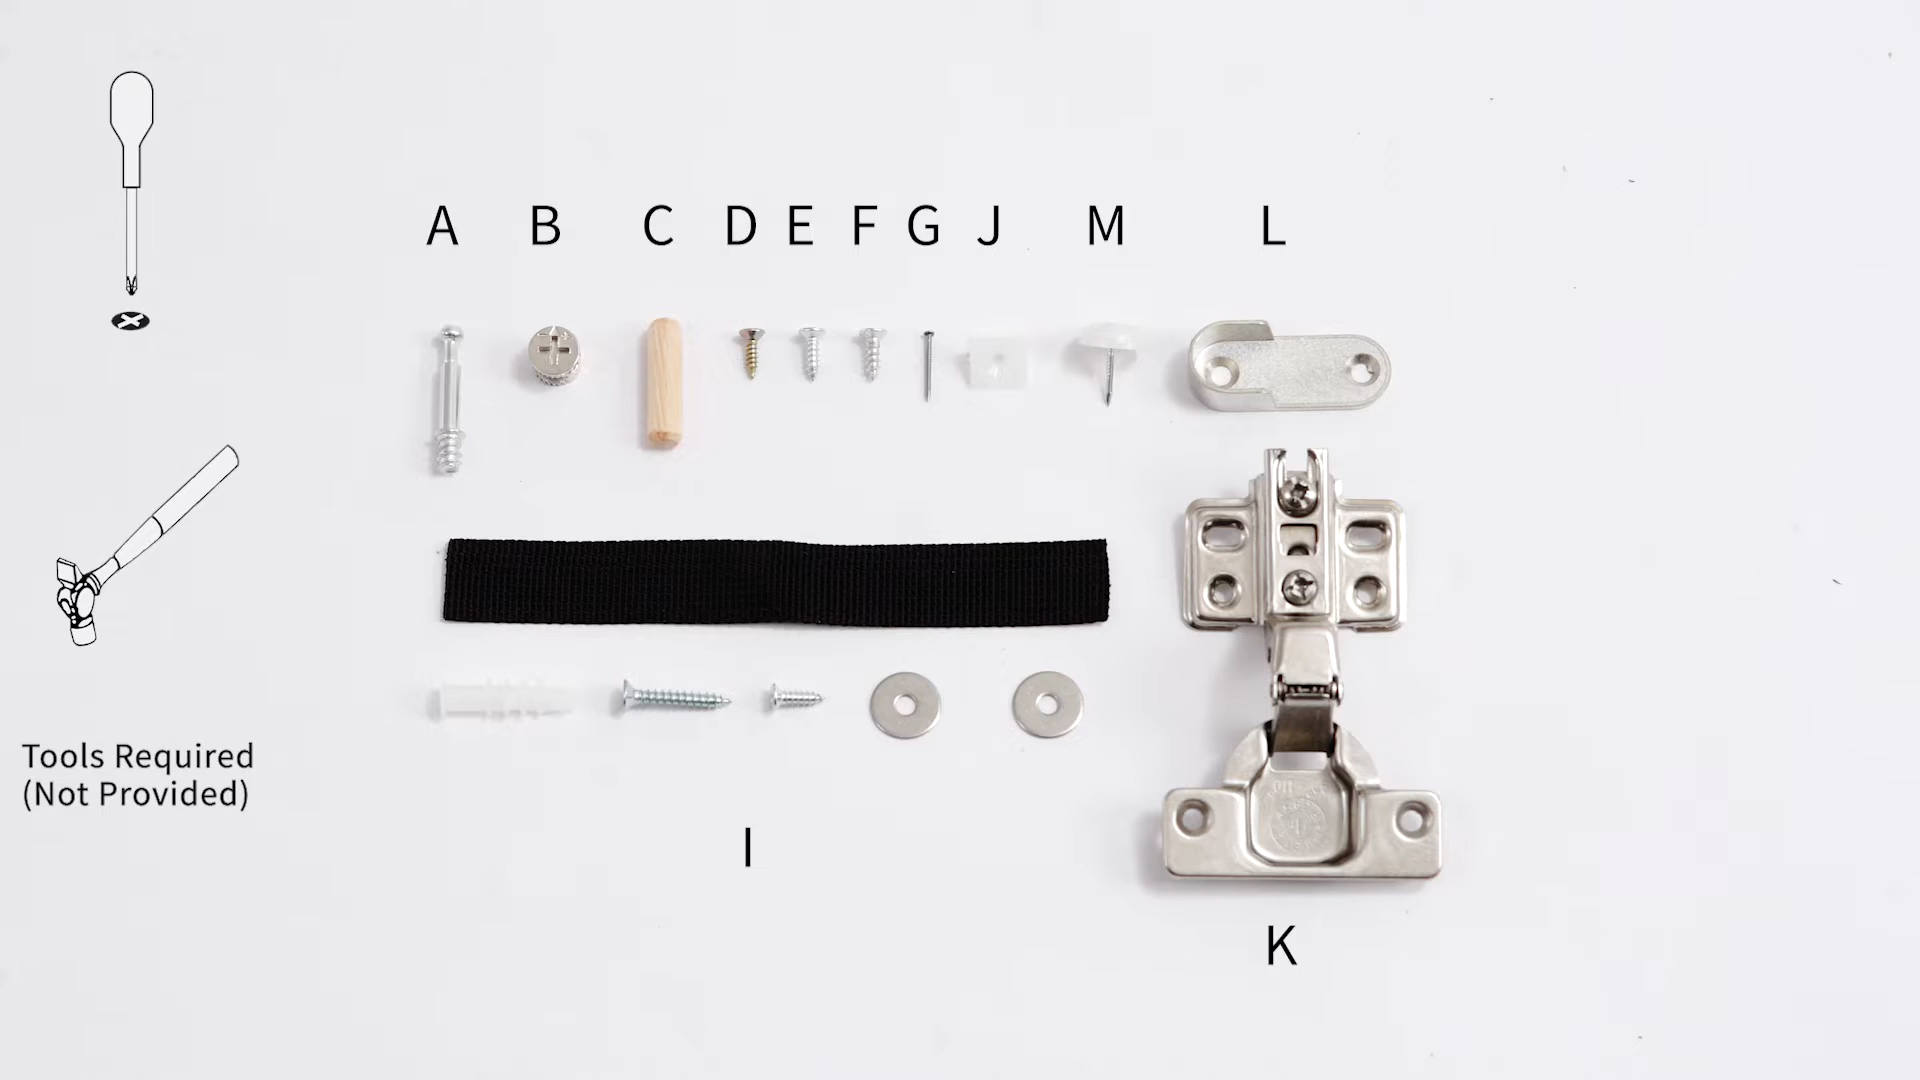 A B C D E F G J M L
Tools Required
(Not Provided)
I
K